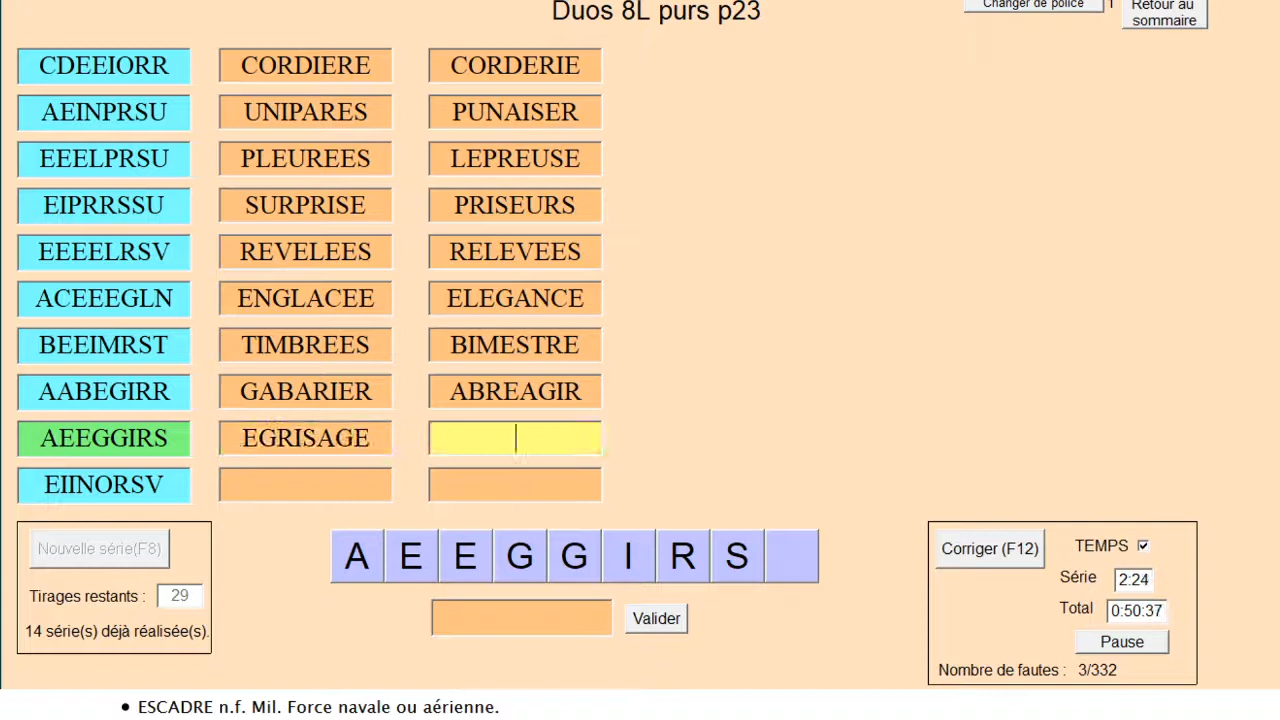 Duos 8L purs p23
Changer de police
1
Retour au
sommaire
CDEEIORR CORDIERE CORDERIE
AEINPRSU UNIPARES PUNAISER
EEELPRSU PLEUREES LEPREUSE
EIPRRSSU SURPRISE PRISEURS
EEEELRSV REVELEES RELEVEES
ACEEEGLN ENGLACEE ELEGANCE
BEEIMRST TIMBREES BIMESTRE
AABEGIRR GABARIER ABREAGIR
AEEGGIRS EGRISAGE
EIINORSV
Nouvelle série(F8)
Tirages restants : 29
14 série(s) déjà réalisée(s).
A E E G G I R S
Valider
Corriger (F12)
TEMPS
Série 2:24
Total 0:50:37
Pause
Nombre de fautes : 3/332
• ESCADRE n.f. Mil. Force navale ou aérienne.